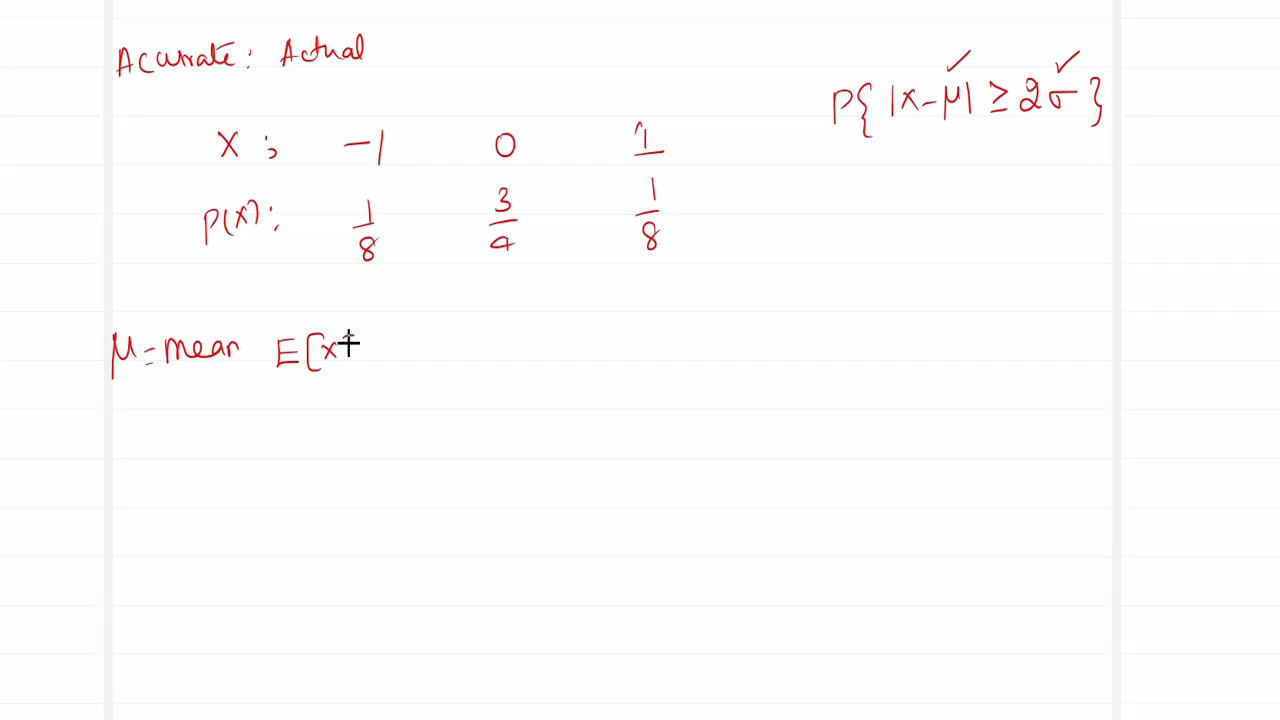 Accurate: Actual
P{ |x-μ| ≥ 2σ }
X : -1 0 1
P(X): 1/8 3/4 1/8
μ = mean E[x